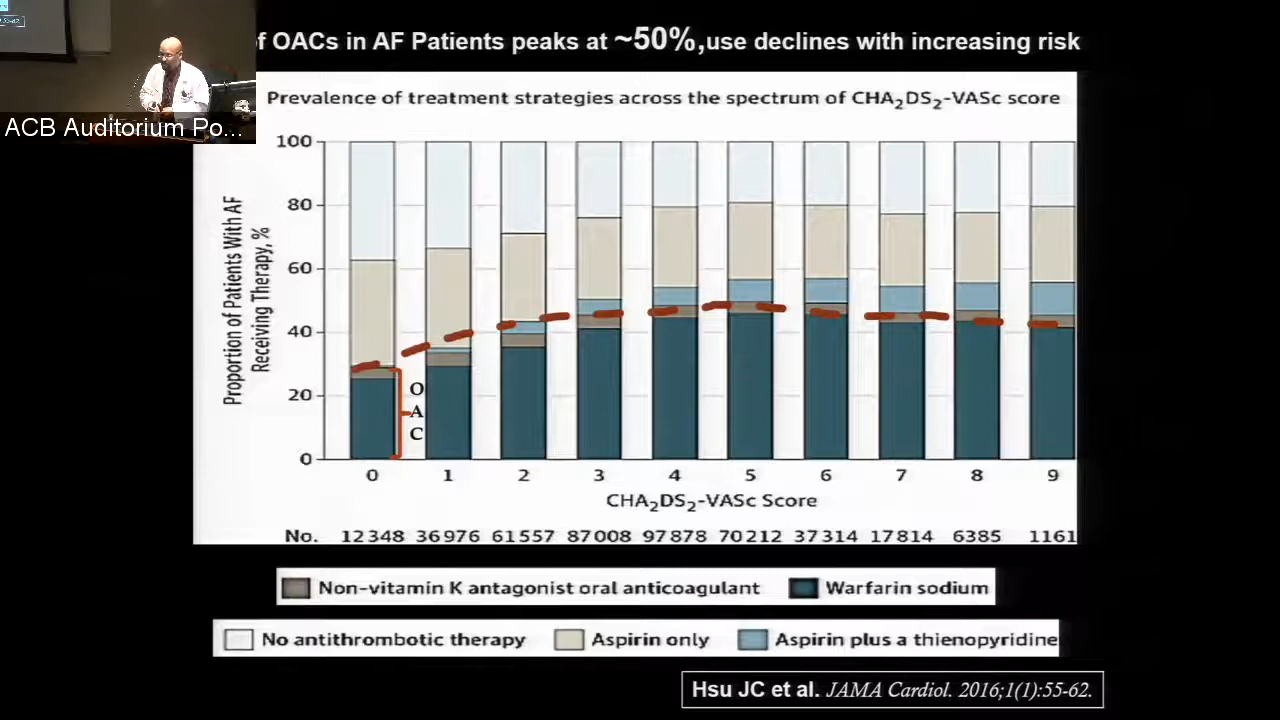 f OACs in AF Patients peaks at ~50%,use declines with increasing risk
ACB Auditorium Po...
Prevalence of treatment strategies across the spectrum of CHA₂DS₂-VASc score
Proportion of Patients With AF
Receiving Therapy, %
100
80
60
40
20
0
O
A
C
0 1 2 3 4 5 6 7 8 9
CHA₂DS₂-VASc Score
No. 12348 36976 61557 87008 97878 70212 37314 17814 6385 1161
Non-vitamin K antagonist oral anticoagulant Warfarin sodium
No antithrombotic therapy Aspirin only Aspirin plus a thienopyridine
Hsu JC et al. JAMA Cardiol. 2016;1(1):55-62.